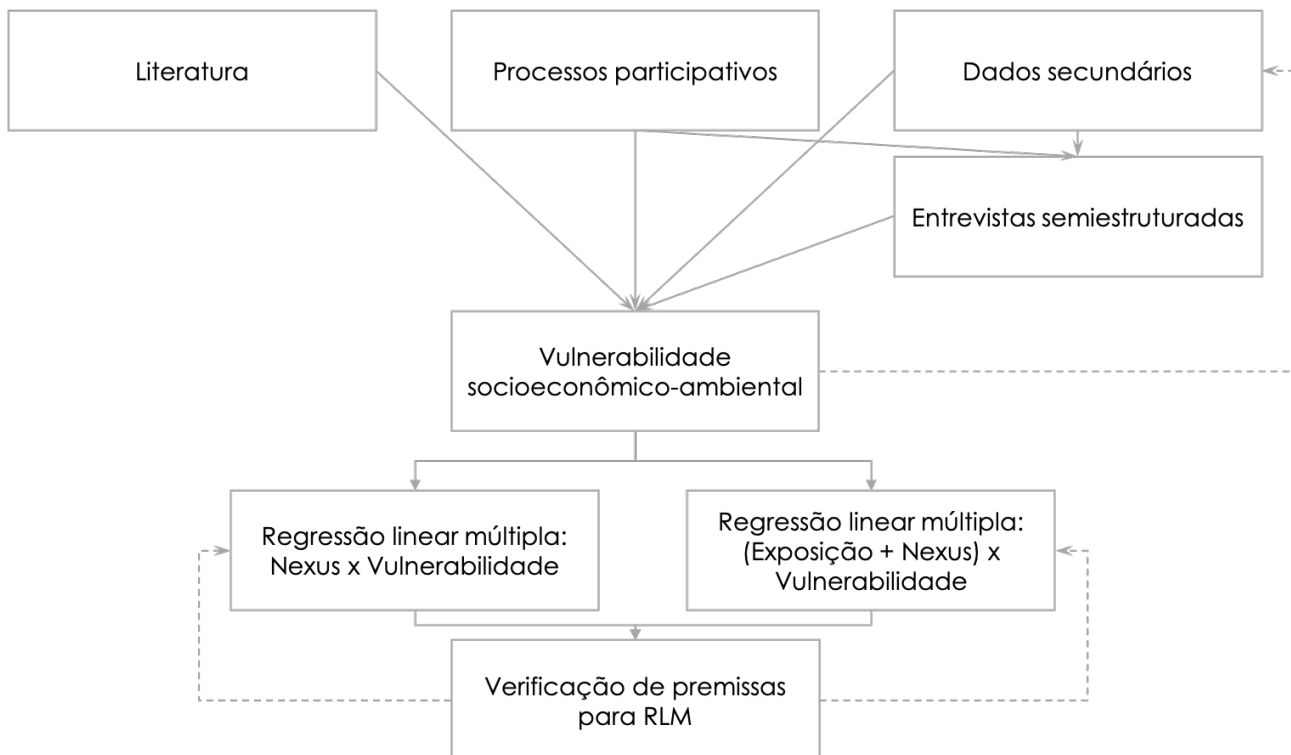 Literatura
Processos participativos
Dados secundários
Entrevistas semiestruturadas
Vulnerabilidade
socioeconômico-ambiental
Regressão linear múltipla:
Nexus x Vulnerabilidade
Regressão linear múltipla:
(Exposição + Nexus) x
Vulnerabilidade
Verificação de premissas
para RLM